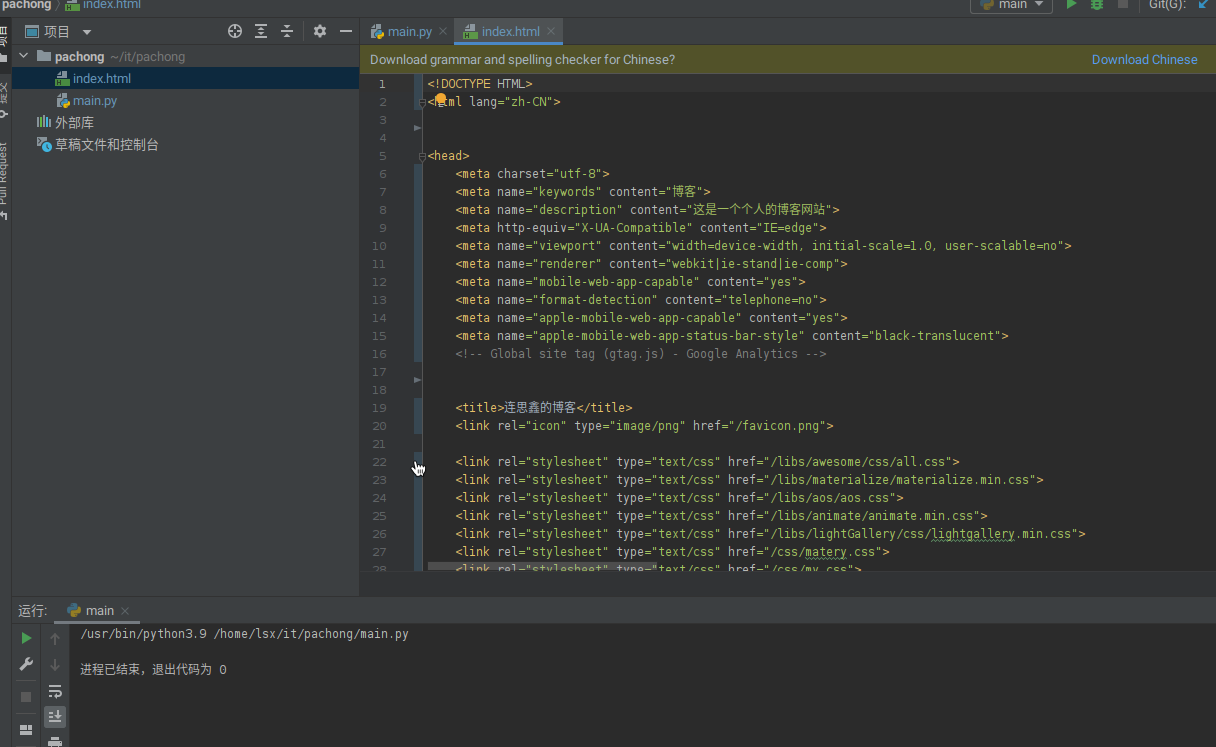 pachong index.html
main Git(G):
项目
main.py
index.html
pachong ~/it/pachong
index.html
main.py
外部库
草稿文件和控制台
项目
提交
Pull Request
Download grammar and spelling checker for Chinese? Download Chinese
1 <!DOCTYPE HTML>
2 <html lang="zh-CN">
3
4
5 <head>
6 <meta charset="utf-8">
7 <meta name="keywords" content="博客">
8 <meta name="description" content="这是一个个人的博客网站">
9 <meta http-equiv="X-UA-Compatible" content="IE=edge">
10 <meta name="viewport" content="width=device-width, initial-scale=1.0, user-scalable=no">
11 <meta name="renderer" content="webkit|ie-stand|ie-comp">
12 <meta name="mobile-web-app-capable" content="yes">
13 <meta name="format-detection" content="telephone=no">
14 <meta name="apple-mobile-web-app-capable" content="yes">
15 <meta name="apple-mobile-web-app-status-bar-style" content="black-translucent">
16 <!-- Global site tag (gtag.js) - Google Analytics -->
17
18
19 <title>连思鑫的博客</title>
20 <link rel="icon" type="image/png" href="/favicon.png">
21
22 <link rel="stylesheet" type="text/css" href="/libs/awesome/css/all.css">
23 <link rel="stylesheet" type="text/css" href="/libs/materialize/materialize.min.css">
24 <link rel="stylesheet" type="text/css" href="/libs/aos/aos.css">
25 <link rel="stylesheet" type="text/css" href="/libs/animate/animate.min.css">
26 <link rel="stylesheet" type="text/css" href="/libs/lightGallery/css/lightgallery.min.css">
27 <link rel="stylesheet" type="text/css" href="/css/matery.css">
28 <link rel="stylesheet" type="text/css" href="/css/my.css">
运行: main
/usr/bin/python3.9 /home/lsx/it/pachong/main.py
进程已结束，退出代码为 0